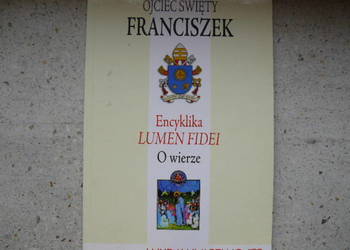 OJCIEC ŚWIĘTY
FRANCISZEK
Encyklika
LUMEN FIDEI
O wierze